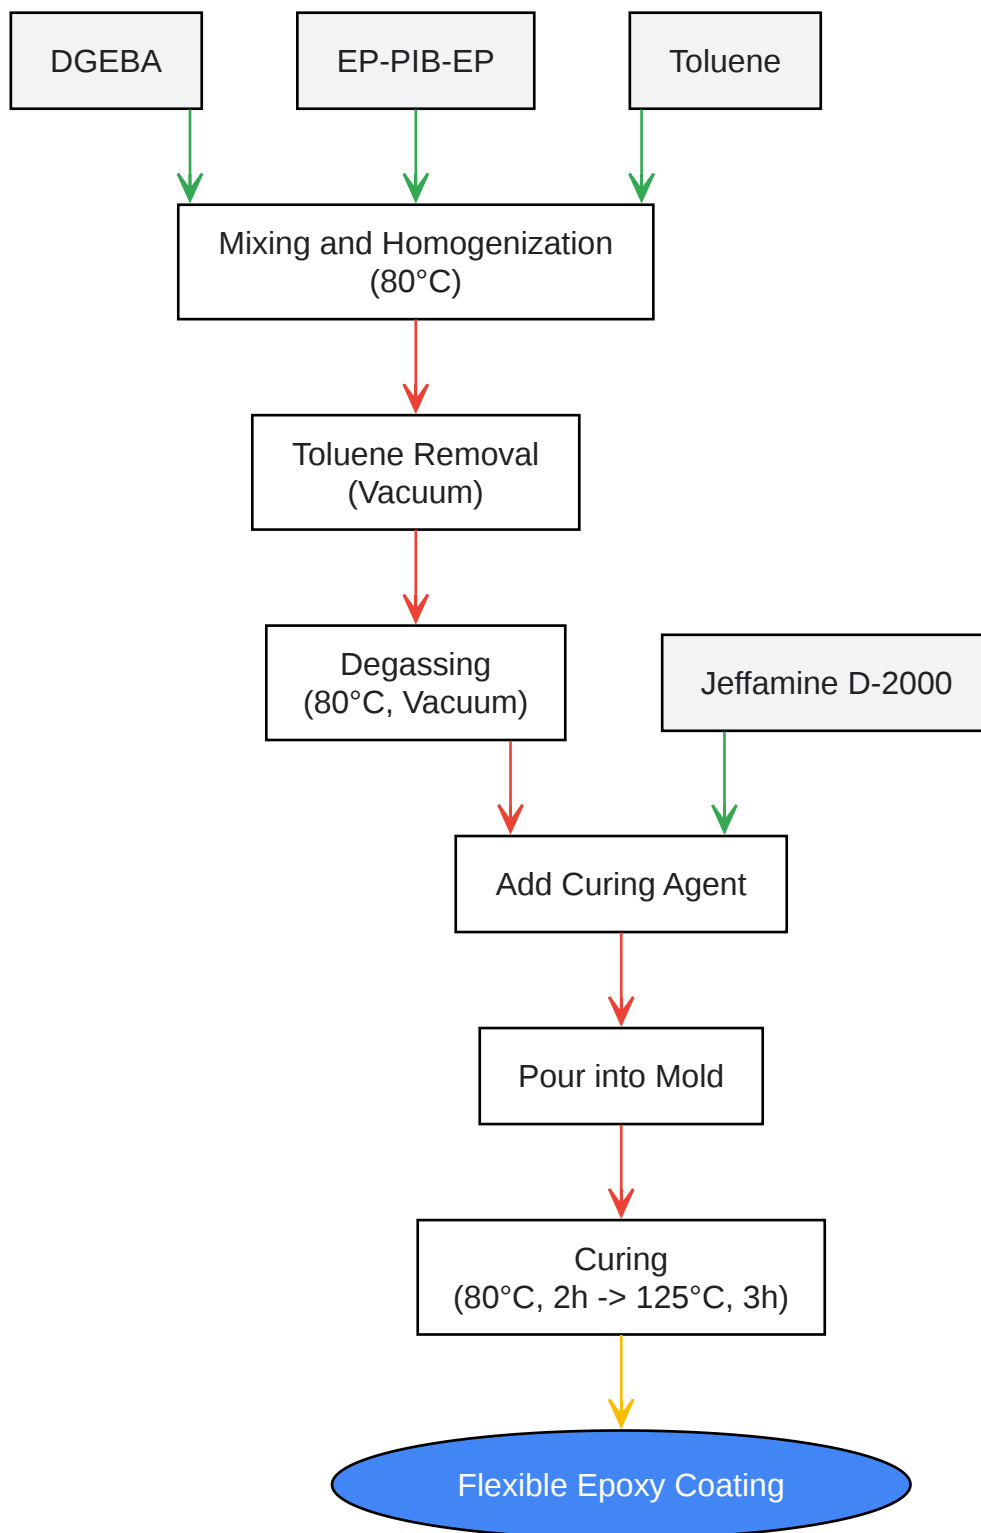 DGEBA
EP-PIB-EP
Toluene
Mixing and Homogenization
(80°C)
Toluene Removal
(Vacuum)
Degassing
(80°C, Vacuum)
Jeffamine D-2000
Add Curing Agent
Pour into Mold
Curing
(80°C, 2h -> 125°C, 3h)
Flexible Epoxy Coating